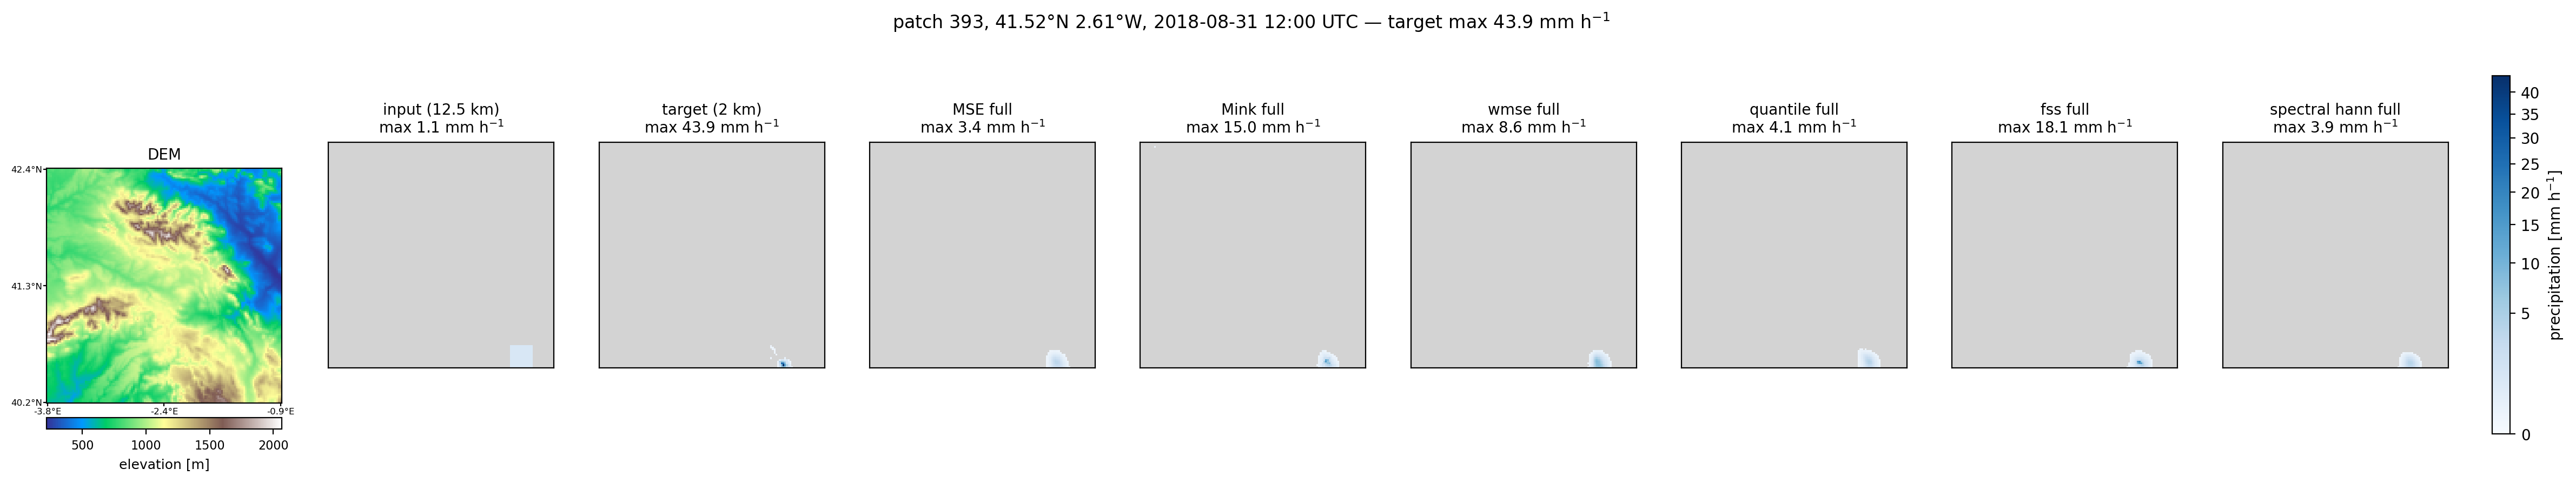 patch 393, 41.52°N 2.61°W, 2018-08-31 12:00 UTC — target max 43.9 mm h⁻¹
DEM
42.4°N
41.3°N
40.2°N
-3.8°E
-2.4°E
-0.9°E
500
1000
1500
2000
elevation [m]
input (12.5 km)
max 1.1 mm h⁻¹
target (2 km)
max 43.9 mm h⁻¹
MSE full
max 3.4 mm h⁻¹
Mink full
max 15.0 mm h⁻¹
wmse full
max 8.6 mm h⁻¹
quantile full
max 4.1 mm h⁻¹
fss full
max 18.1 mm h⁻¹
spectral hann full
max 3.9 mm h⁻¹
40
35
30
25
20
15
10
5
0
precipitation [mm h⁻¹]